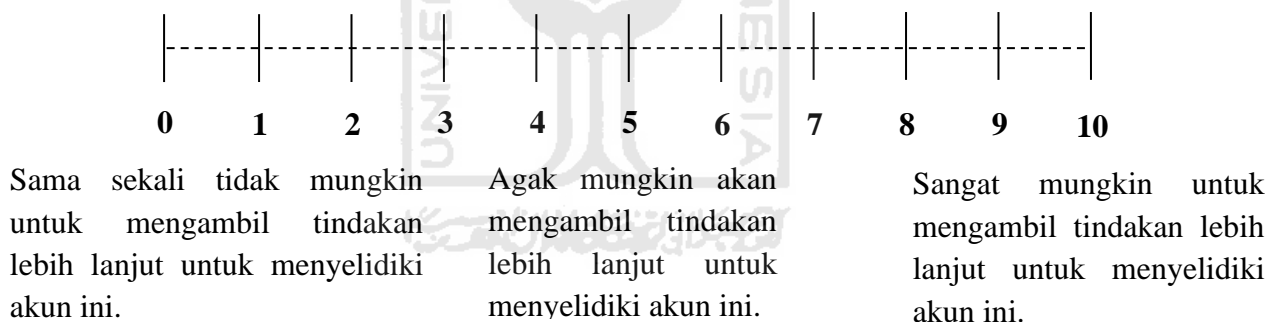 0 1 2 3 4 5 6 7 8 9 10
Sama sekali tidak mungkin
untuk mengambil tindakan
lebih lanjut untuk menyelidiki
akun ini.
Agak mungkin akan
mengambil tindakan
lebih lanjut untuk
menyelidiki akun ini.
Sangat mungkin untuk
mengambil tindakan lebih
lanjut untuk menyelidiki
akun ini.